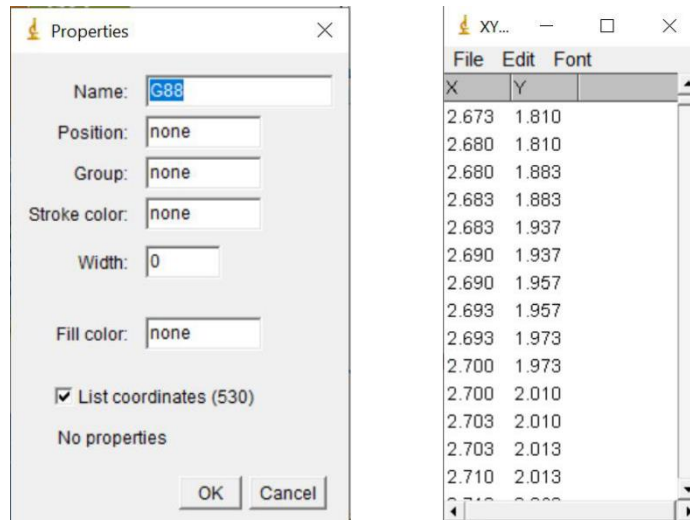 Properties
Name: G88
Position: none
Group: none
Stroke color: none
Width: 0
Fill color: none
List coordinates (530)
No properties
OK Cancel
XY...
File Edit Font
X Y
2.673 1.810
2.680 1.810
2.680 1.883
2.683 1.883
2.683 1.937
2.690 1.937
2.690 1.957
2.693 1.957
2.693 1.973
2.700 1.973
2.700 2.010
2.703 2.010
2.703 2.013
2.710 2.013